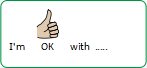 I'm OK with .....